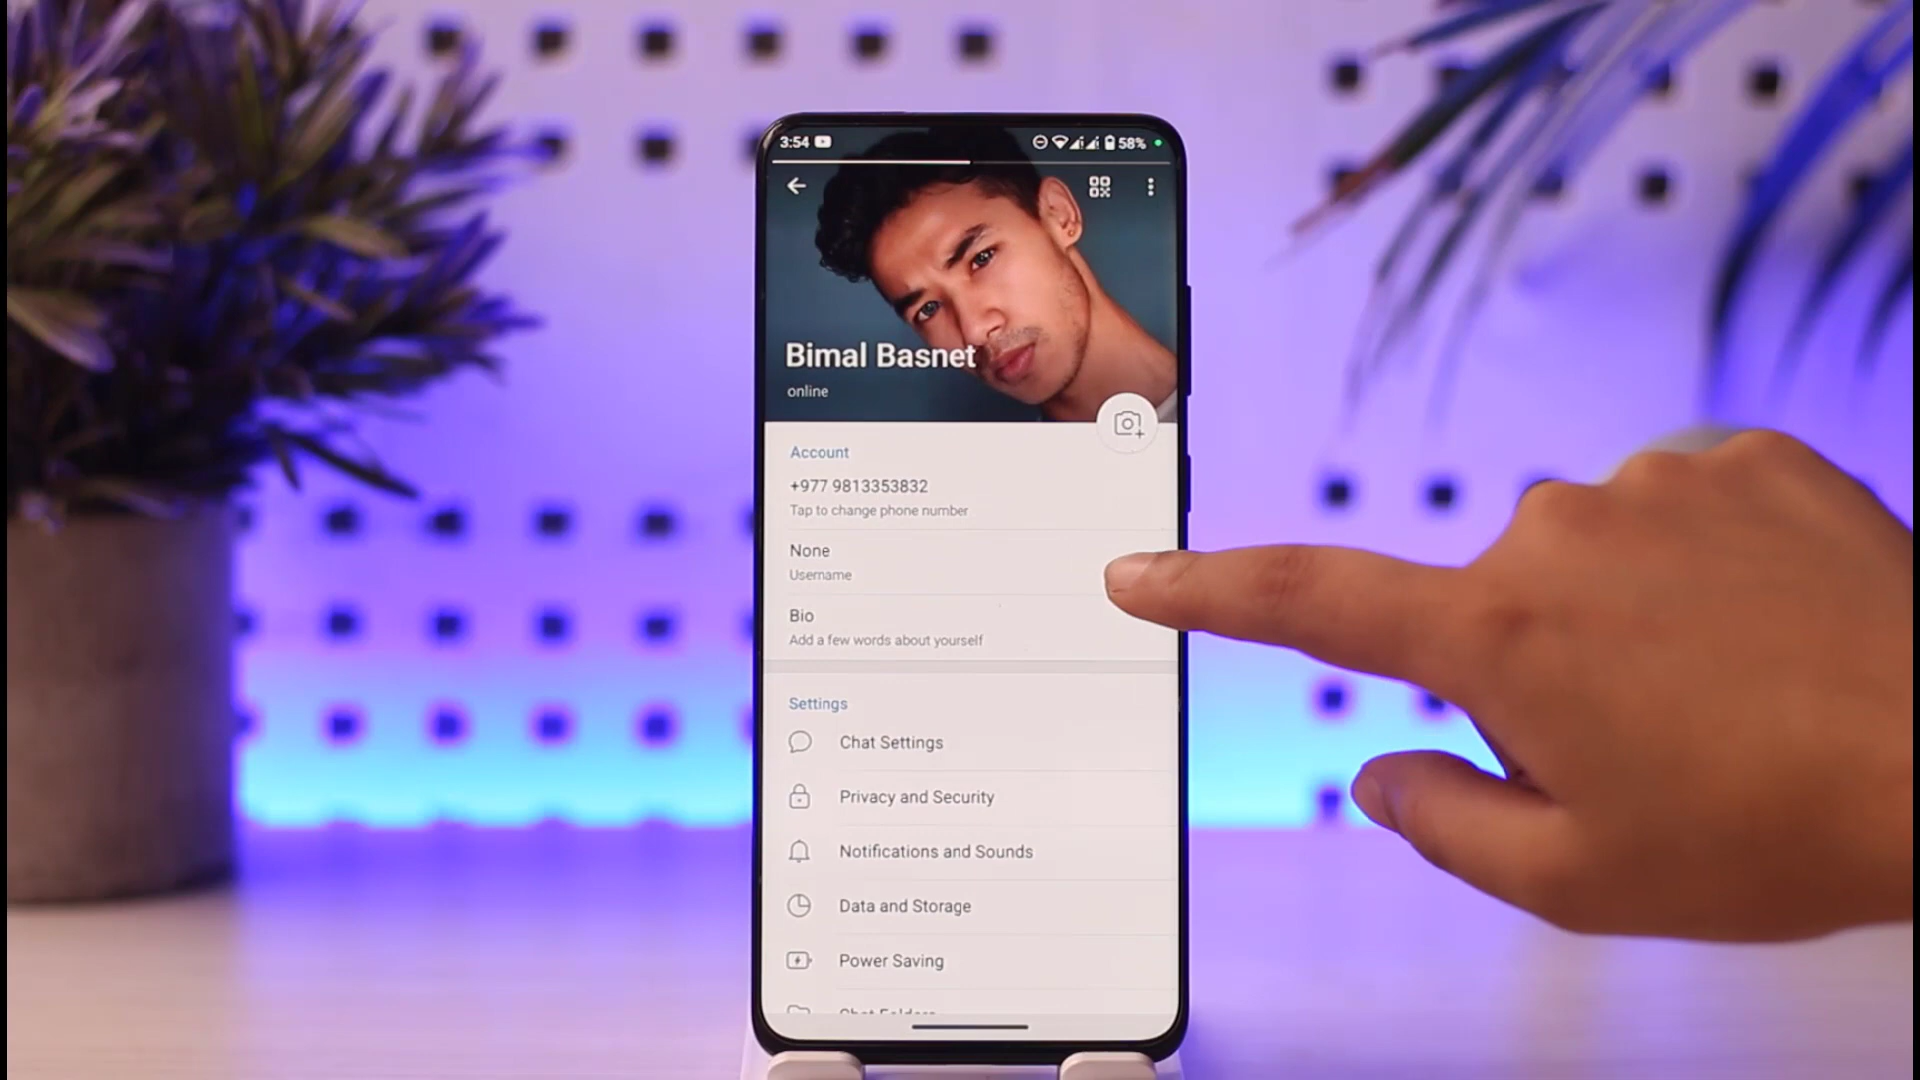 3:54 58%
Bimal Basnet
online
Account
+977 9813353832
Tap to change phone number
None
Username
Bio
Add a few words about yourself
Settings
Chat Settings
Privacy and Security
Notifications and Sounds
Data and Storage
Power Saving
Chat Folders